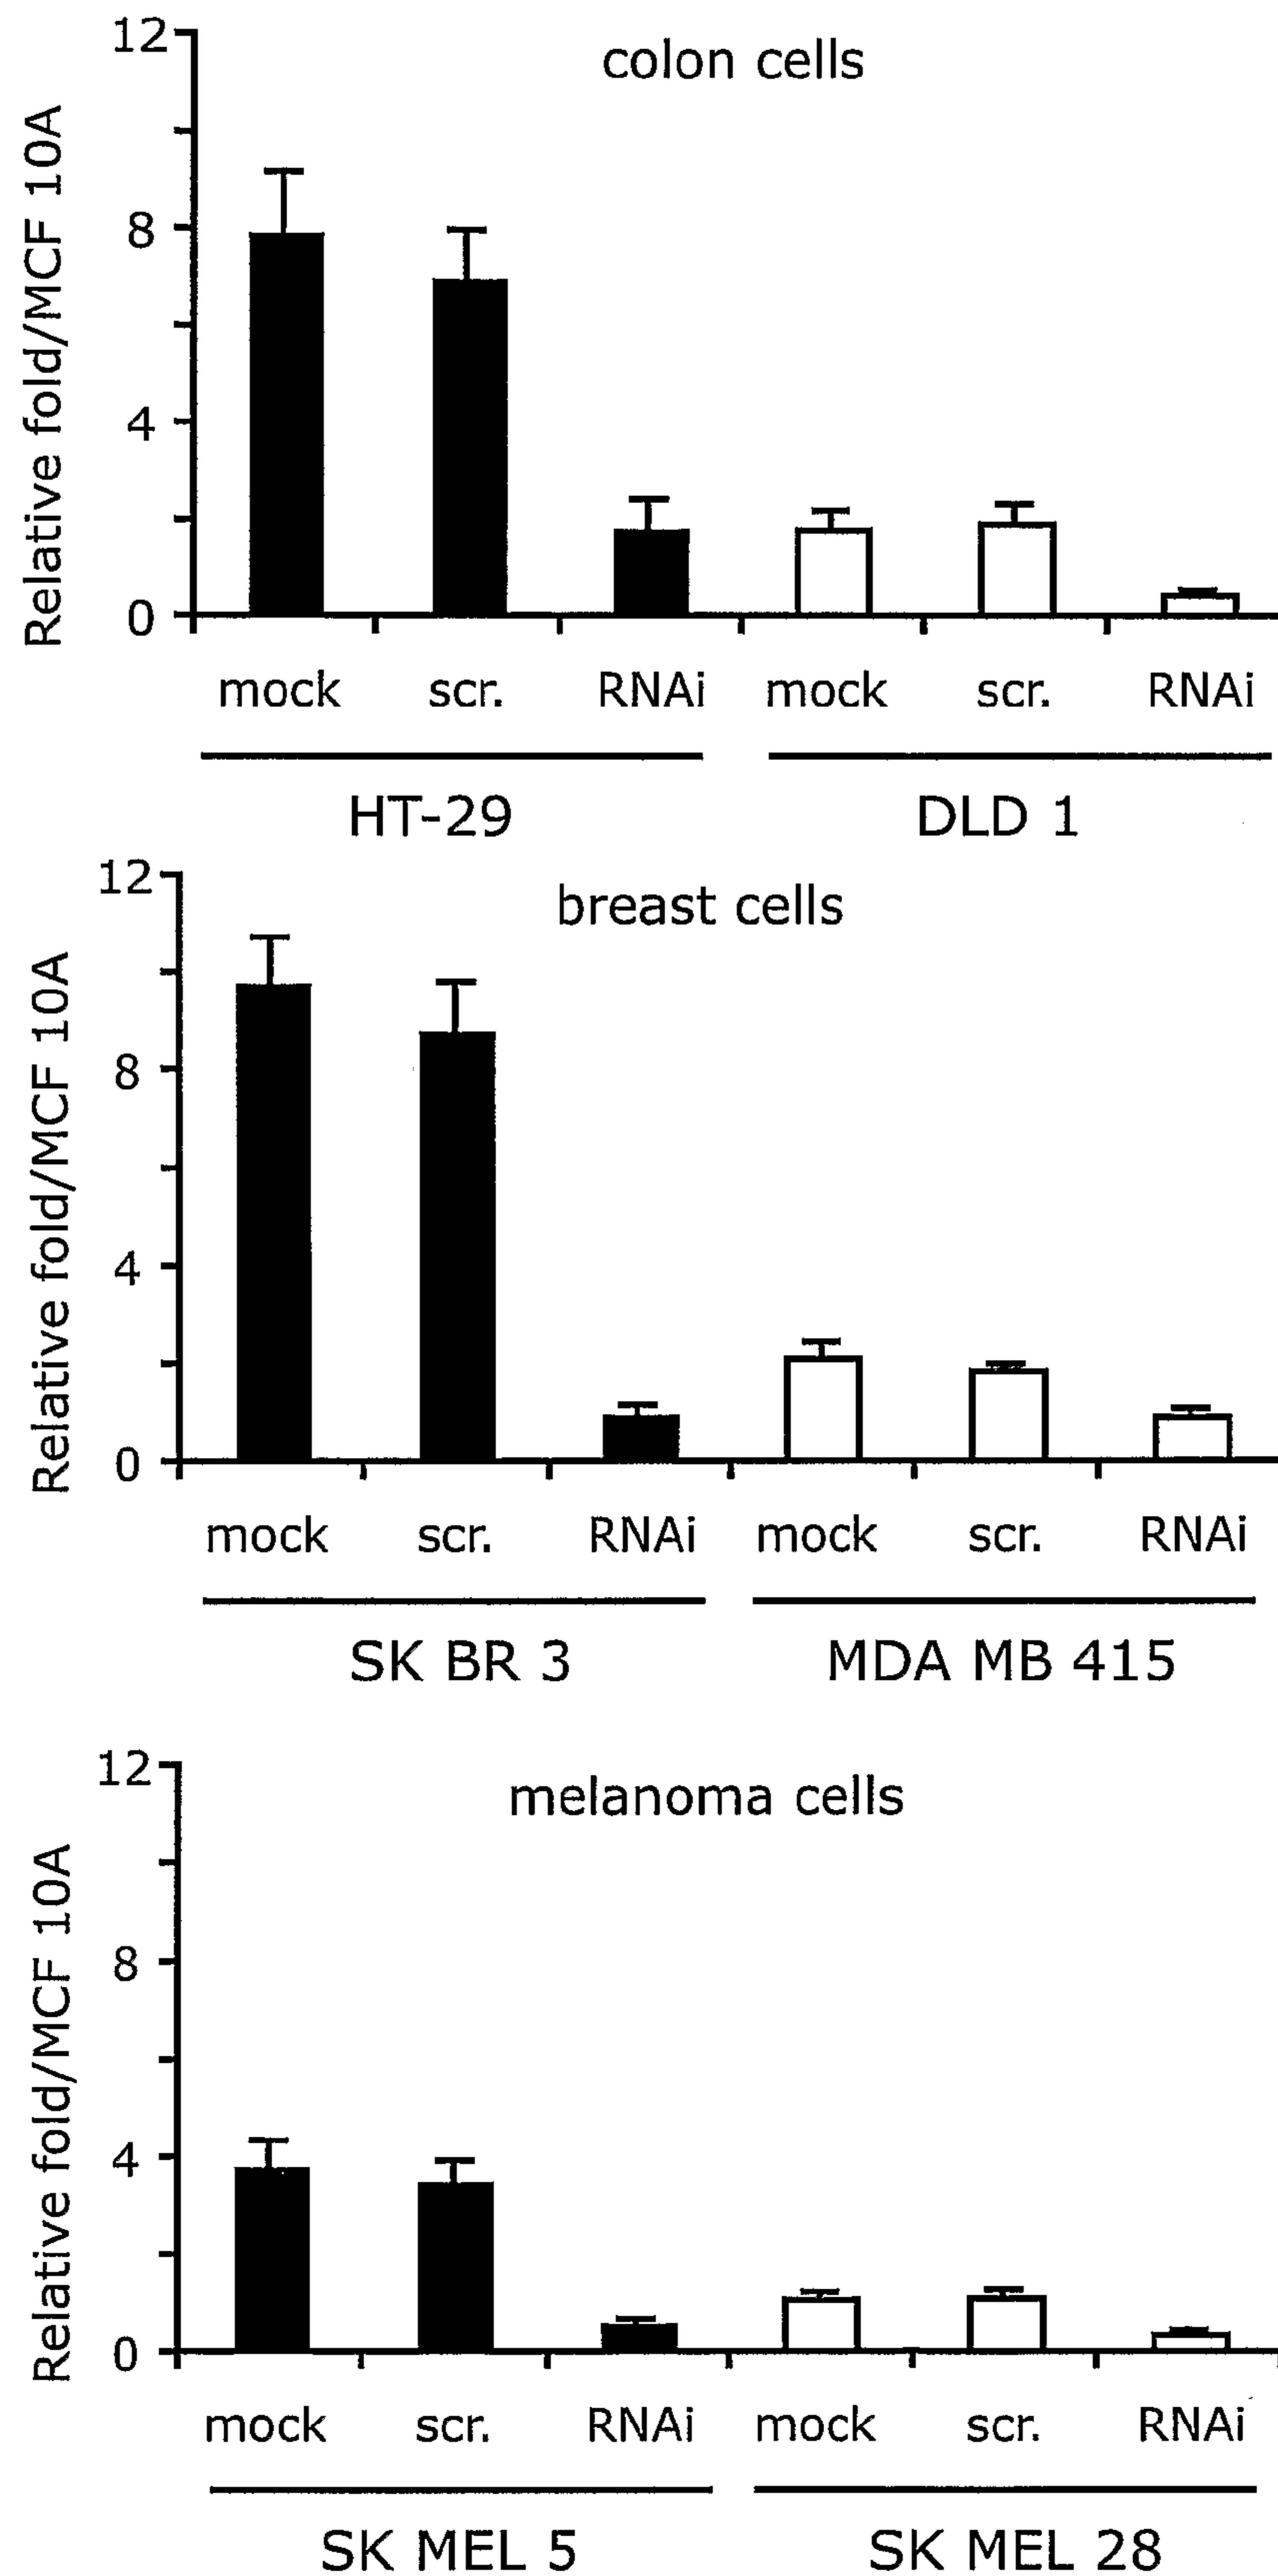 colon cells
Relative fold/MCF 10A
12
8
4
0
mock scr. RNAi mock scr. RNAi
HT-29 DLD 1
breast cells
Relative fold/MCF 10A
12
8
4
0
mock scr. RNAi mock scr. RNAi
SK BR 3 MDA MB 415
melanoma cells
Relative fold/MCF 10A
12
8
4
0
mock scr. RNAi mock scr. RNAi
SK MEL 5 SK MEL 28